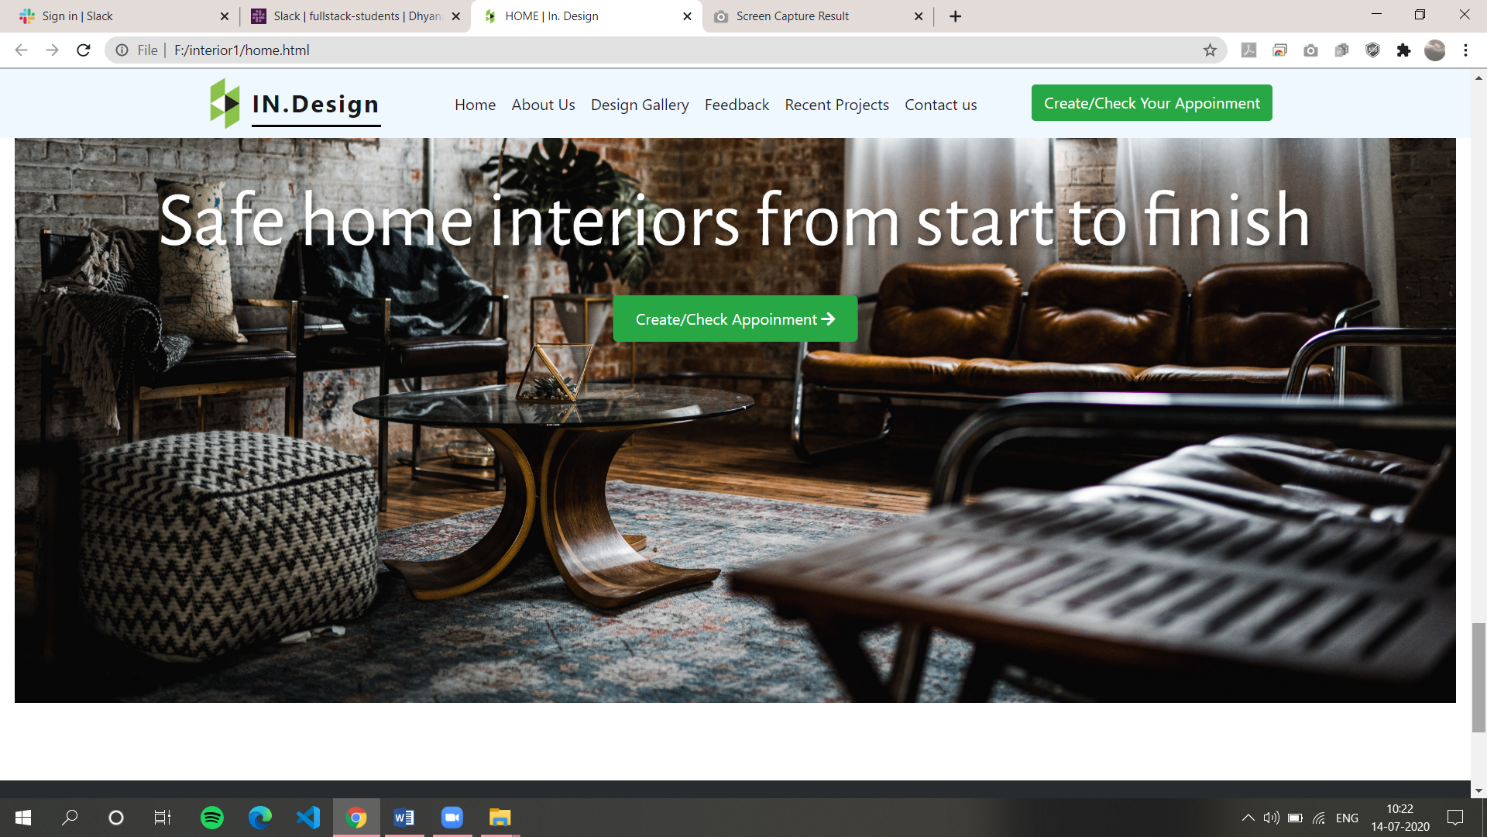 Sign in | Slack
Slack | fullstack-students | Dhyan
HOME | In. Design
Screen Capture Result
File | F:/interior1/home.html
IN.Design
Home About Us Design Gallery Feedback Recent Projects Contact us
Create/Check Your Appoinment
Safe home interiors from start to finish
Create/Check Appoinment
ENG
10:22
14-07-2020